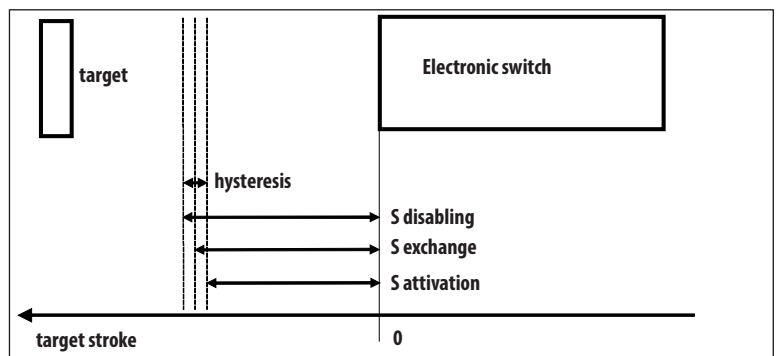 Electronic switch
target
hysteresis
S disabling
S exchange
S attivation
target stroke 0